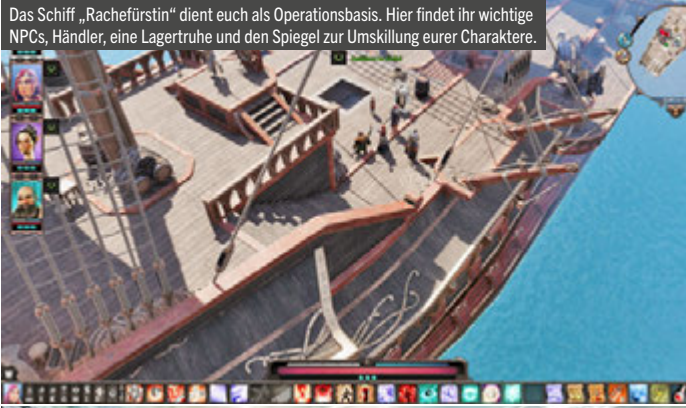 Das Schiff „Rachefürstin“ dient euch als Operationsbasis. Hier findet ihr wichtige
NPCs, Händler, eine Lagertruhe und den Spiegel zur Umskillung eurer Charaktere.